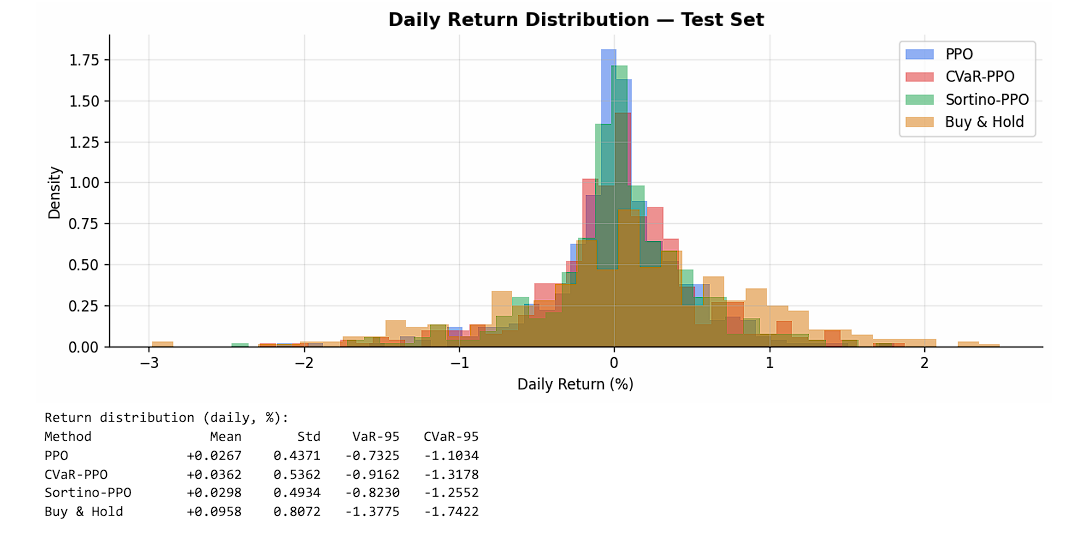 Daily Return Distribution — Test Set
PPO
CVaR-PPO
Sortino-PPO
Buy & Hold
Density
1.75
1.50
1.25
1.00
0.75
0.50
0.25
0.00
−3 −2 −1 0 1 2
Daily Return (%)
Return distribution (daily, %):
Method Mean Std VaR-95 CVaR-95
PPO +0.0267 0.4371 -0.7325 -1.1034
CVaR-PPO +0.0362 0.5362 -0.9162 -1.3178
Sortino-PPO +0.0298 0.4934 -0.8230 -1.2552
Buy & Hold +0.0958 0.8072 -1.3775 -1.7422